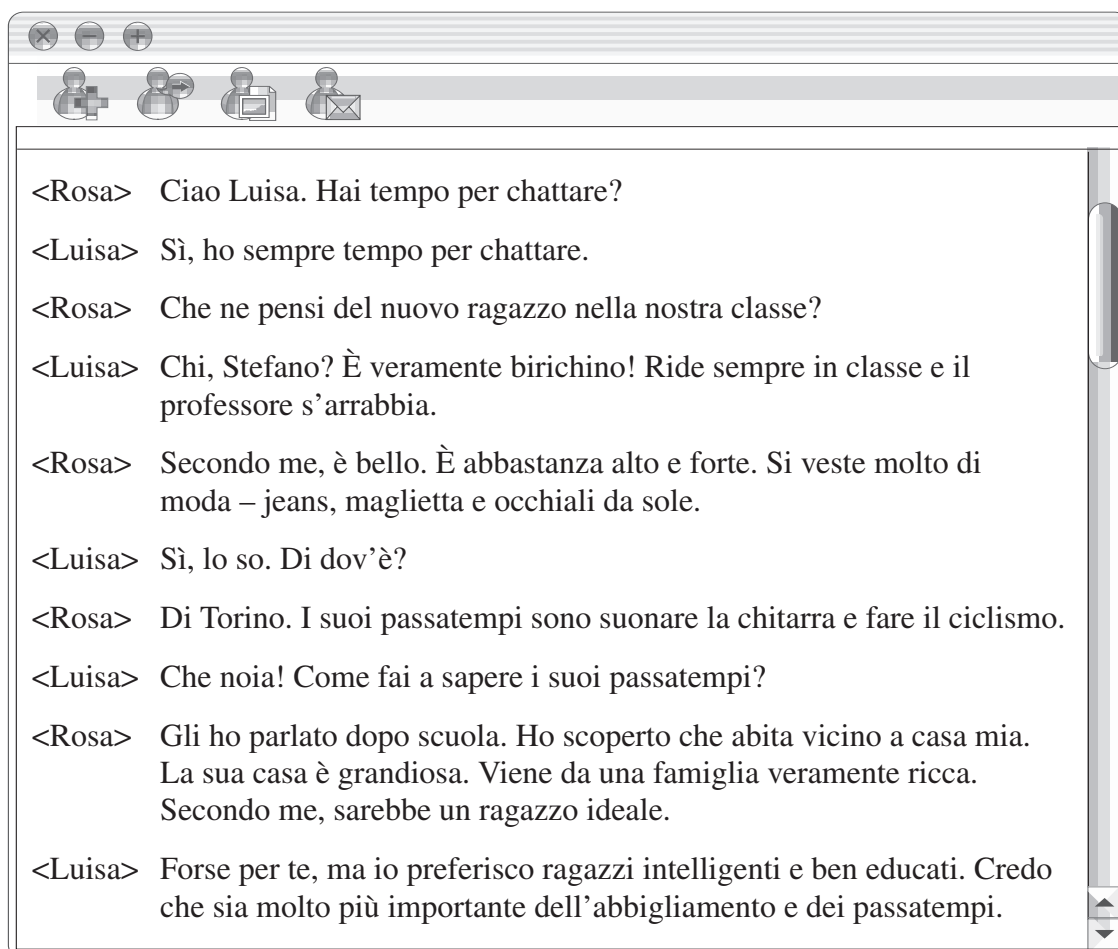 <Rosa> Ciao Luisa. Hai tempo per chattare?
<Luisa> Sì, ho sempre tempo per chattare.
<Rosa> Che ne pensi del nuovo ragazzo nella nostra classe?
<Luisa> Chi, Stefano? È veramente birichino! Ride sempre in classe e il
professore s’arrabbia.
<Rosa> Secondo me, è bello. È abbastanza alto e forte. Si veste molto di
moda – jeans, maglietta e occhiali da sole.
<Luisa> Sì, lo so. Di dov’è?
<Rosa> Di Torino. I suoi passatempi sono suonare la chitarra e fare il ciclismo.
<Luisa> Che noia! Come fai a sapere i suoi passatempi?
<Rosa> Gli ho parlato dopo scuola. Ho scoperto che abita vicino a casa mia.
La sua casa è grandiosa. Viene da una famiglia veramente ricca.
Secondo me, sarebbe un ragazzo ideale.
<Luisa> Forse per te, ma io preferisco ragazzi intelligenti e ben educati. Credo
che sia molto più importante dell’abbigliamento e dei passatempi.